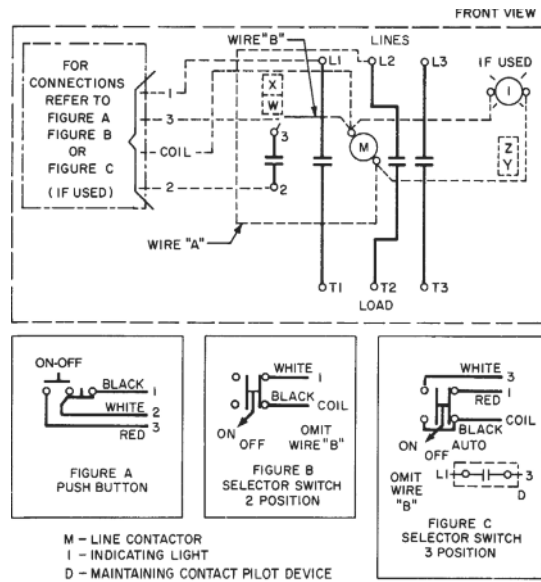 FRONT VIEW
WIRE "B"
LINES
FOR
CONNECTIONS
REFER TO
FIGURE A
FIGURE B
OR
FIGURE C
(IF USED)
1
3
COIL
2
X
W
3
2
L1
L2
L3
IF USED
I
M
Z
Y
WIRE "A"
T1
T2
T3
LOAD
ON-OFF
BLACK 1
WHITE 2
RED 3
FIGURE A
PUSH BUTTON
WHITE 1
BLACK COIL
ON
OFF
OMIT
WIRE "B"
FIGURE B
SELECTOR SWITCH
2 POSITION
WHITE 3
RED 1
COIL
BLACK
ON
OFF
AUTO
OMIT
WIRE
"B"
L1
3
D
FIGURE C
SELECTOR SWITCH
3 POSITION
M - LINE CONTACTOR
I - INDICATING LIGHT
D - MAINTAINING CONTACT PILOT DEVICE